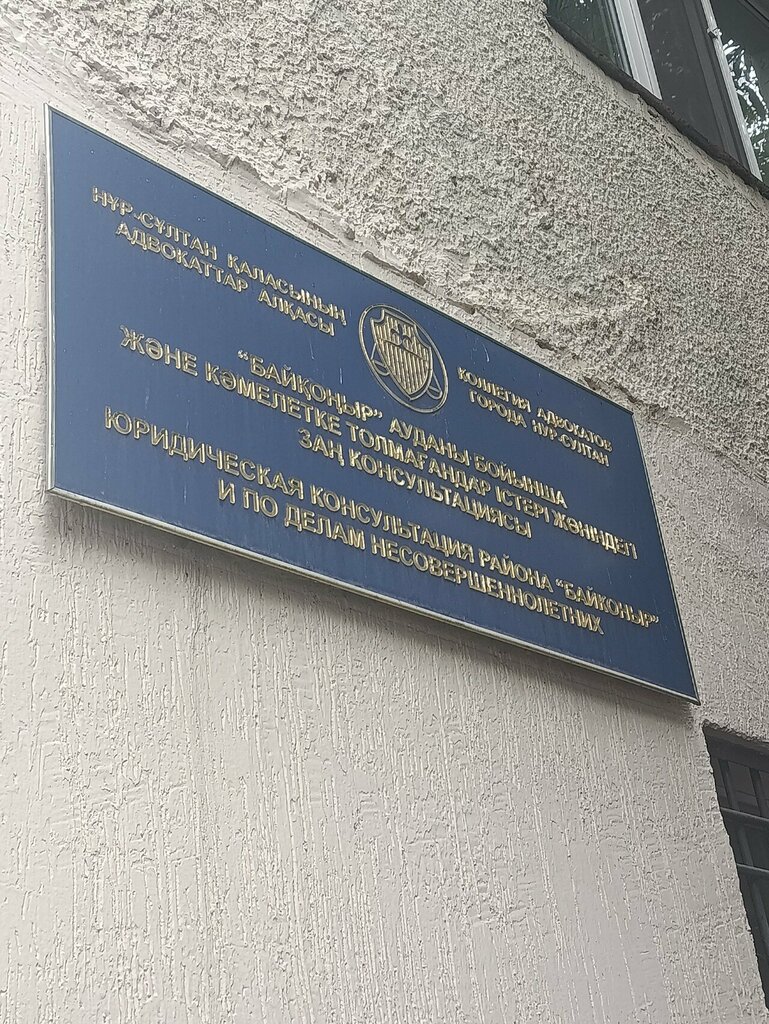 НҰР-СҰЛТАН ҚАЛАСЫНЫҢ
АДВОКАТТАР АЛҚАСЫ
КОЛЛЕГИЯ АДВОКАТОВ
ГОРОДА НУР-СУЛТАН
“БАЙҚОҢЫР” АУДАНЫ БОЙЫНША
ЖӘНЕ КӘМЕЛЕТКЕ ТОЛМАҒАНДАР ІСТЕРІ ЖӨНІНДЕГІ
ЗАҢ КОНСУЛЬТАЦИЯСЫ
ЮРИДИЧЕСКАЯ КОНСУЛЬТАЦИЯ РАЙОНА “БАЙКОНЫР”
И ПО ДЕЛАМ НЕСОВЕРШЕННОЛЕТНИХ